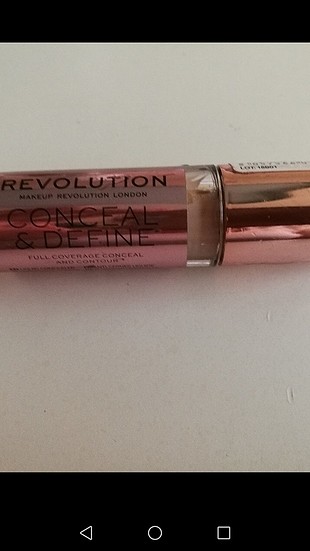 REVOLUTION
MAKEUP REVOLUTION LONDON
CONCEAL
& DEFINE
FULL COVERAGE CONCEAL
AND CONTOUR